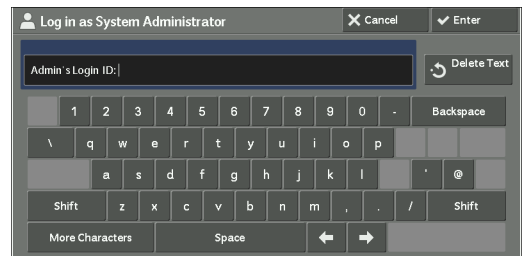 Log in as System Administrator Cancel Enter
Admin's Login ID: Delete Text
1 2 3 4 5 6 7 8 9 0 - Backspace
\ q w e r t y u i o p
a s d f g h j k l ' @
Shift z x c v b n m , . / Shift
More Characters Space